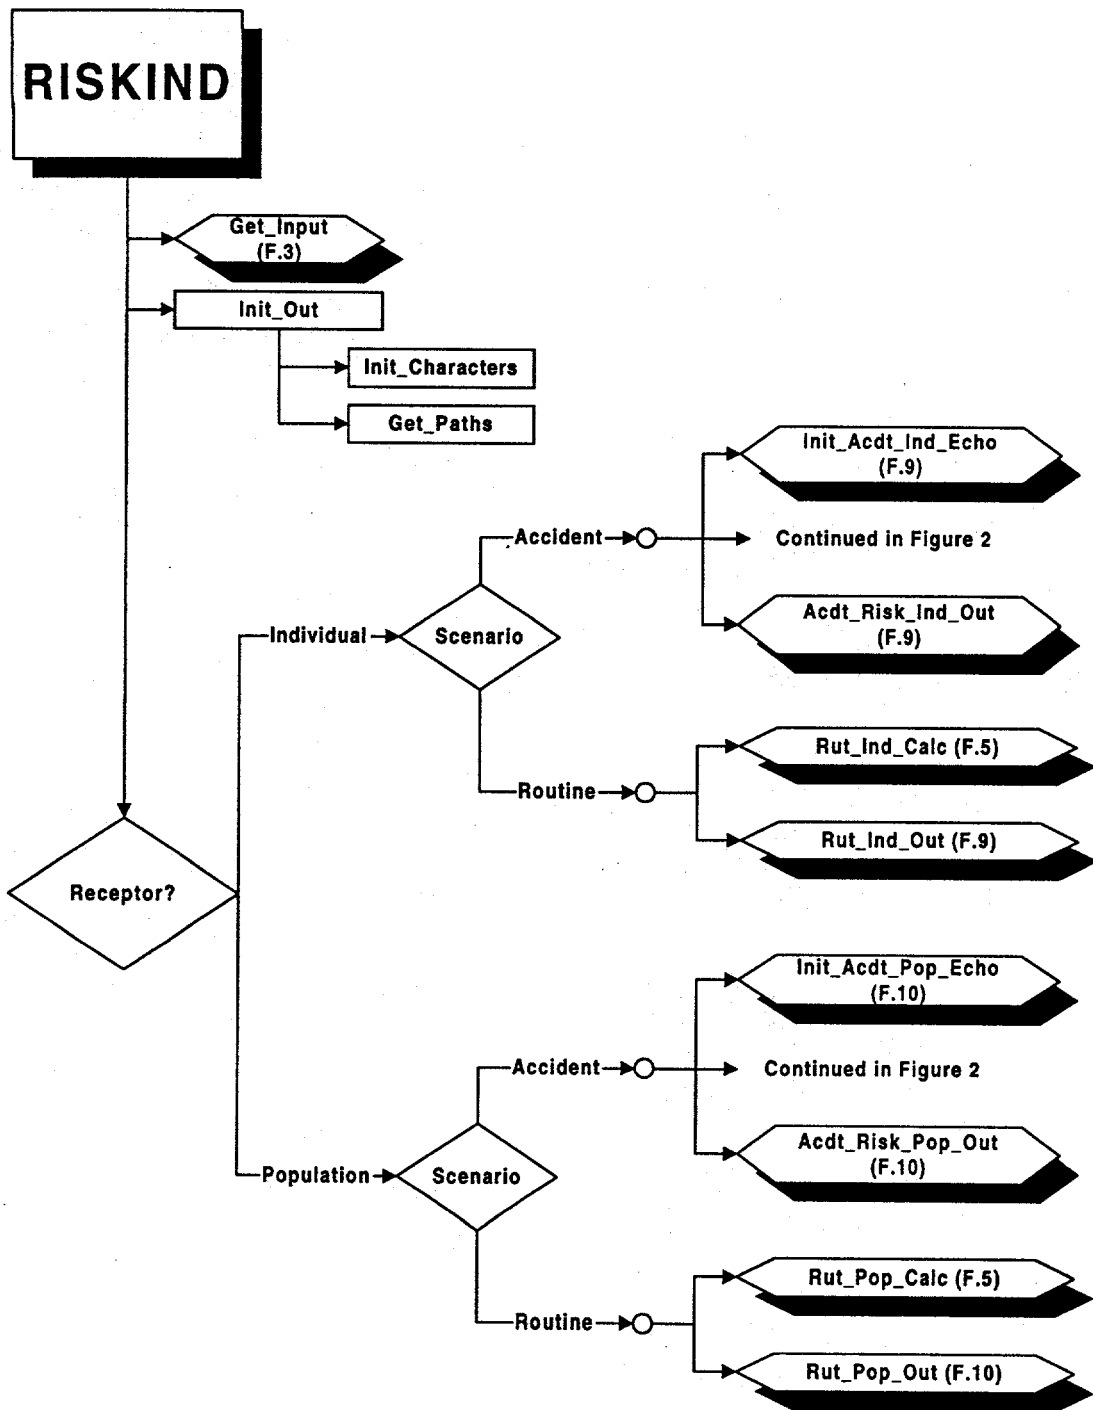 RISKIND
Get_Input
(F.3)
Init_Out
Init_Characters
Get_Paths
Init_Acdt_Ind_Echo
(F.9)
Accident
Continued in Figure 2
Acdt_Risk_Ind_Out
(F.9)
Individual
Scenario
Rut_Ind_Calc (F.5)
Routine
Rut_Ind_Out (F.9)
Receptor?
Init_Acdt_Pop_Echo
(F.10)
Accident
Continued in Figure 2
Acdt_Risk_Pop_Out
(F.10)
Population
Scenario
Rut_Pop_Calc (F.5)
Routine
Rut_Pop_Out (F.10)